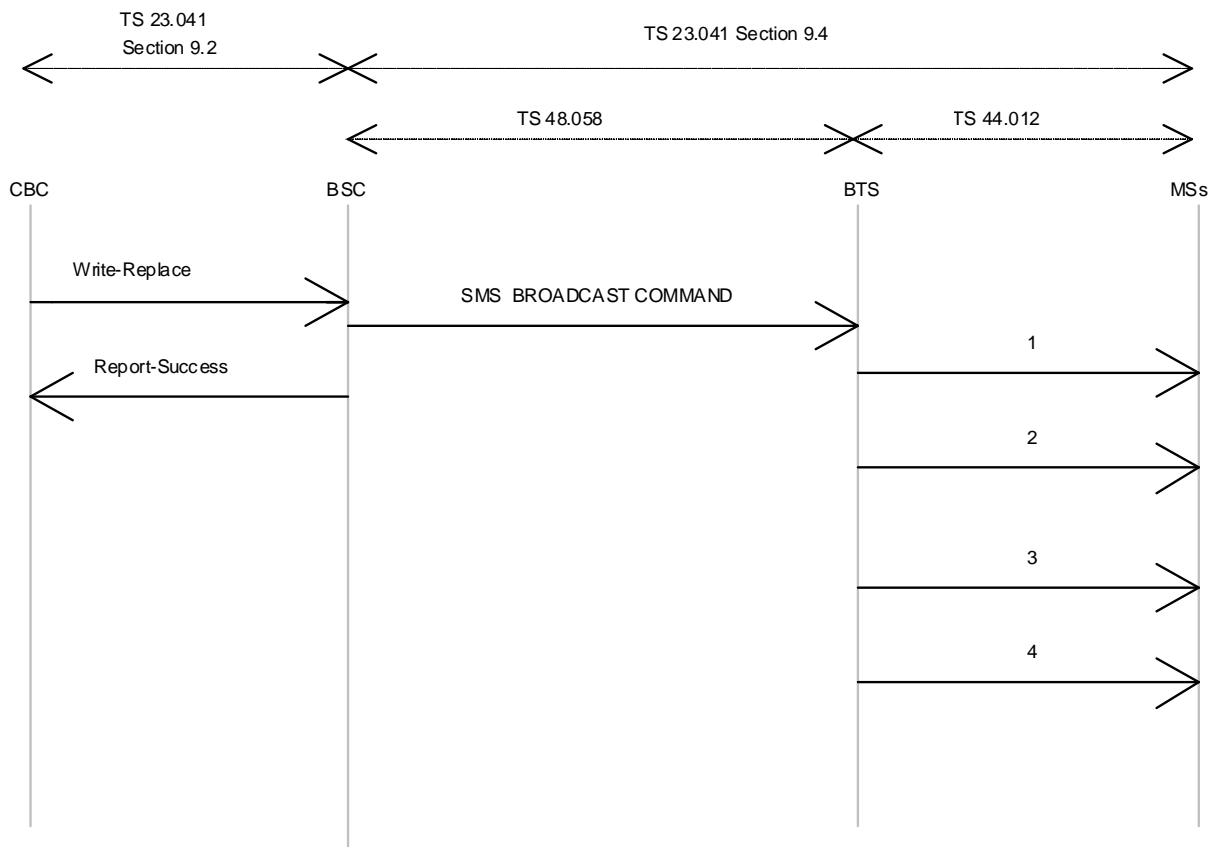 TS 23.041
Section 9.2
TS 23.041 Section 9.4
TS 48.058
TS 44.012
CBC
BSC
BTS
MSs
Write-Replace
SMS BROADCAST COMMAND
1
Report-Success
2
3
4